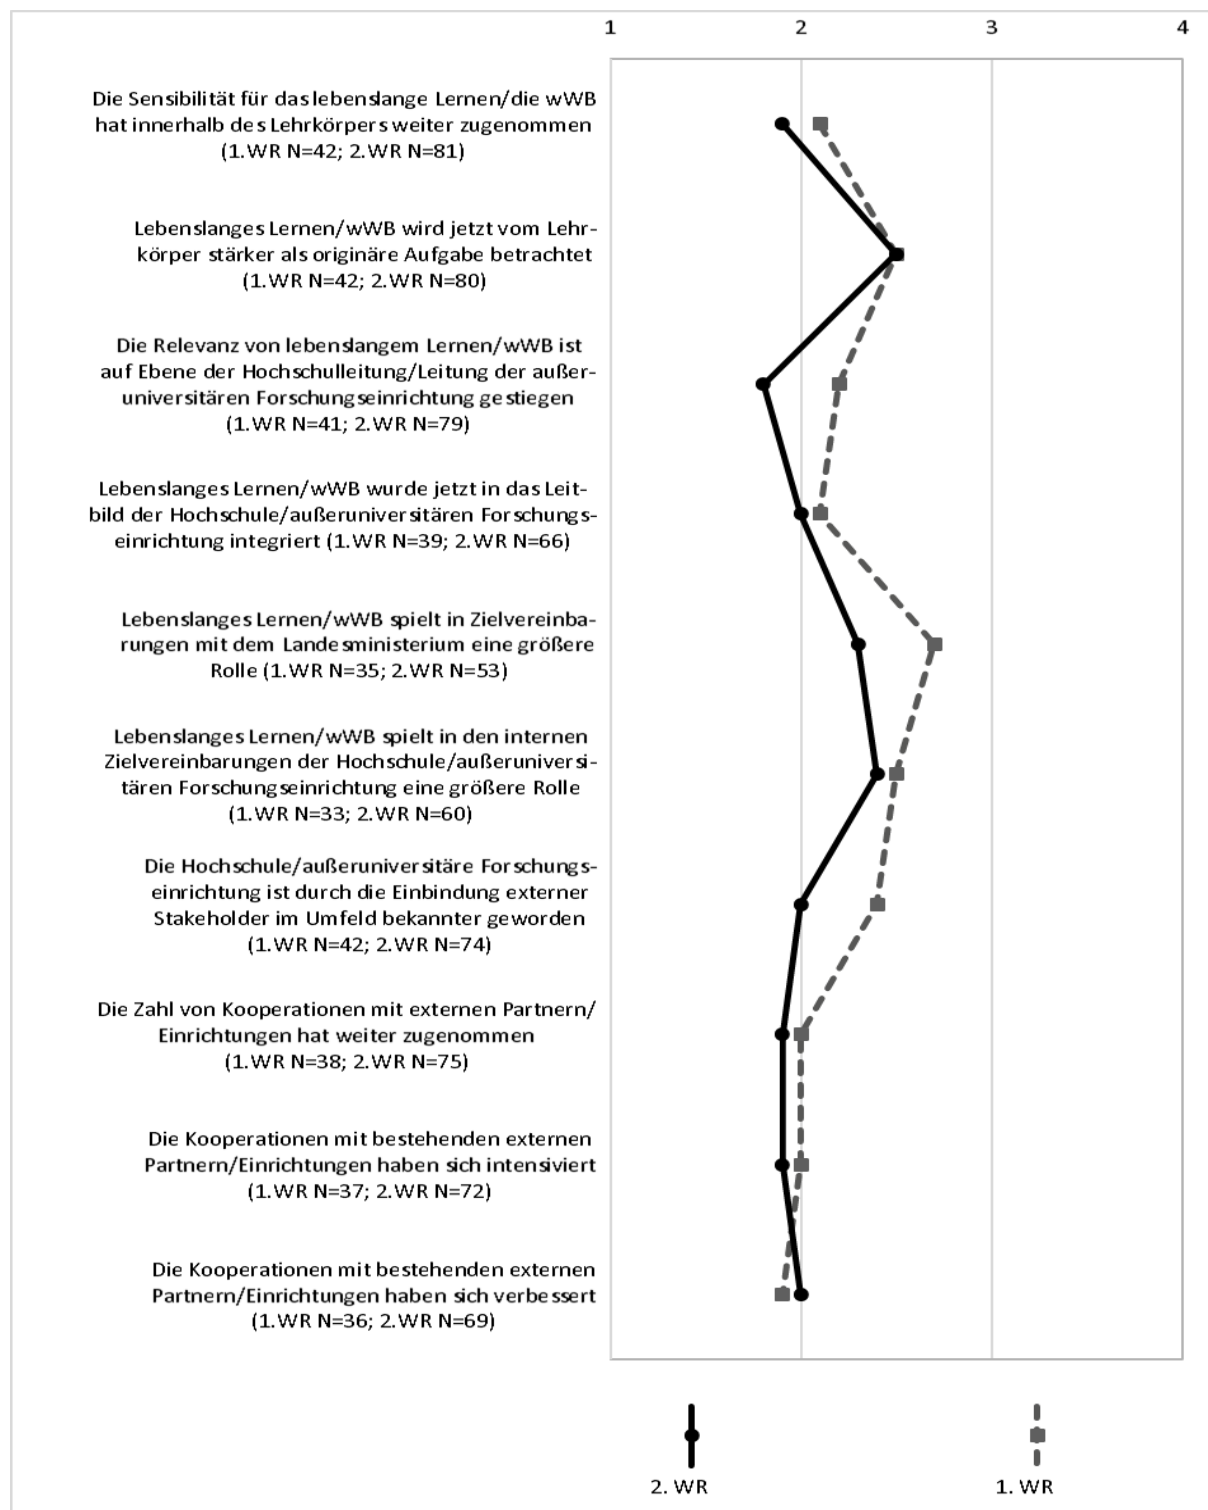 1 2 3 4
Die Sensibilität für das lebenslange Lernen/die wWB
hat innerhalb des Lehrkörpers weiter zugenommen
(1.WR N=42; 2.WR N=81)
Lebenslanges Lernen/wWB wird jetzt vom Lehr-
körper stärker als originäre Aufgabe betrachtet
(1.WR N=42; 2.WR N=80)
Die Relevanz von lebenslangem Lernen/wWB ist
auf Ebene der Hochschulleitung/Leitung der außer-
universitären Forschungseinrichtung gestiegen
(1.WR N=41; 2.WR N=79)
Lebenslanges Lernen/wWB wurde jetzt in das Leit-
bild der Hochschule/außeruniversitären Forschungs-
einrichtung integriert (1.WR N=39; 2.WR N=66)
Lebenslanges Lernen/wWB spielt in Zielvereinba-
rungen mit dem Landesministerium eine größere
Rolle (1.WR N=35; 2.WR N=53)
Lebenslanges Lernen/wWB spielt in den internen
Zielvereinbarungen der Hochschule/außeruniversi-
tären Forschungseinrichtung eine größere Rolle
(1.WR N=33; 2.WR N=60)
Die Hochschule/außeruniversitäre Forschungs-
einrichtung ist durch die Einbindung externer
Stakeholder im Umfeld bekannter geworden
(1.WR N=42; 2.WR N=74)
Die Zahl von Kooperationen mit externen Partnern/
Einrichtungen hat weiter zugenommen
(1.WR N=38; 2.WR N=75)
Die Kooperationen mit bestehenden externen
Partnern/Einrichtungen haben sich intensiviert
(1.WR N=37; 2.WR N=72)
Die Kooperationen mit bestehenden externen
Partnern/Einrichtungen haben sich verbessert
(1.WR N=36; 2.WR N=69)
2. WR 1. WR